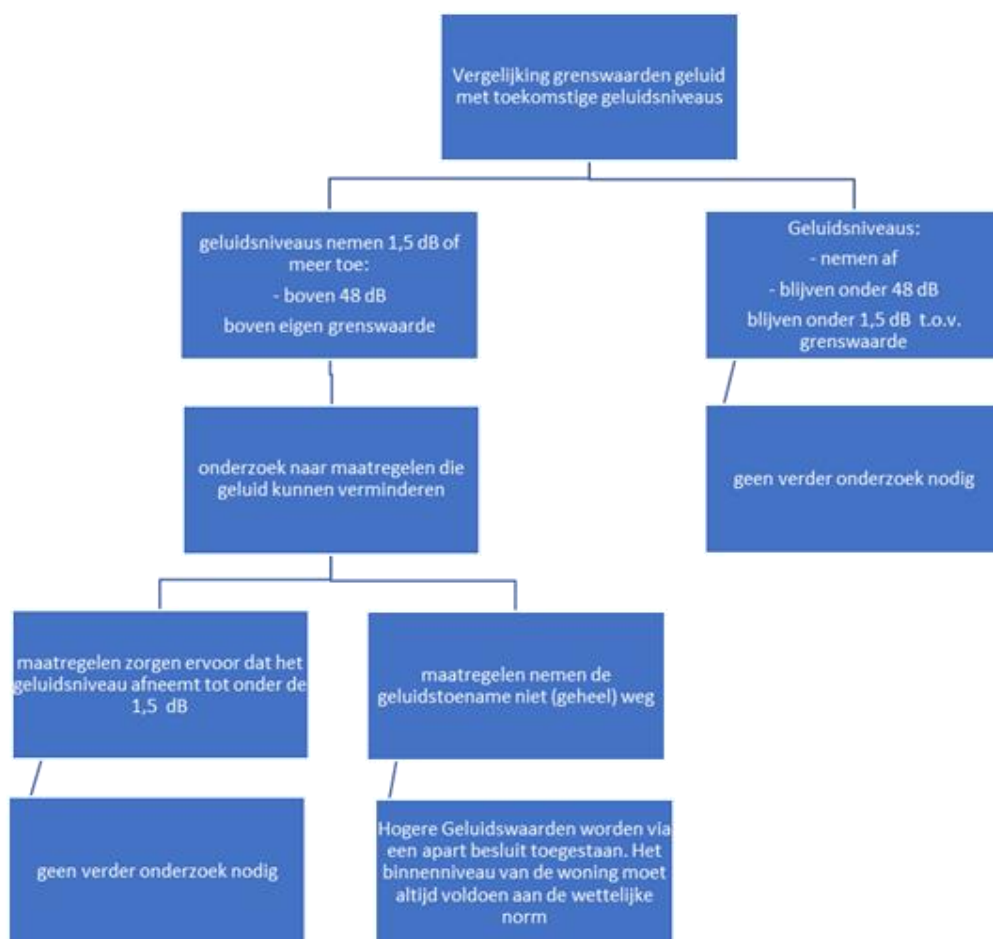 Vergelijking grenswaarden geluid
met toekomstige geluidsniveaus
geluidsniveaus nemen 1,5 dB of
meer toe:
- boven 48 dB
boven eigen grenswaarde
Geluidsniveaus:
- nemen af
- blijven onder 48 dB
blijven onder 1,5 dB t.o.v.
grenswaarde
onderzoek naar maatregelen die
geluid kunnen verminderen
geen verder onderzoek nodig
maatregelen zorgen ervoor dat het
geluidsniveau afneemt tot onder de
1,5 dB
maatregelen nemen de
geluidstoename niet (geheel) weg
geen verder onderzoek nodig
Hogere Geluidswaarden worden via
een apart besluit toegestaan. Het
binnenniveau van de woning moet
altijd voldoen aan de wettelijke
norm